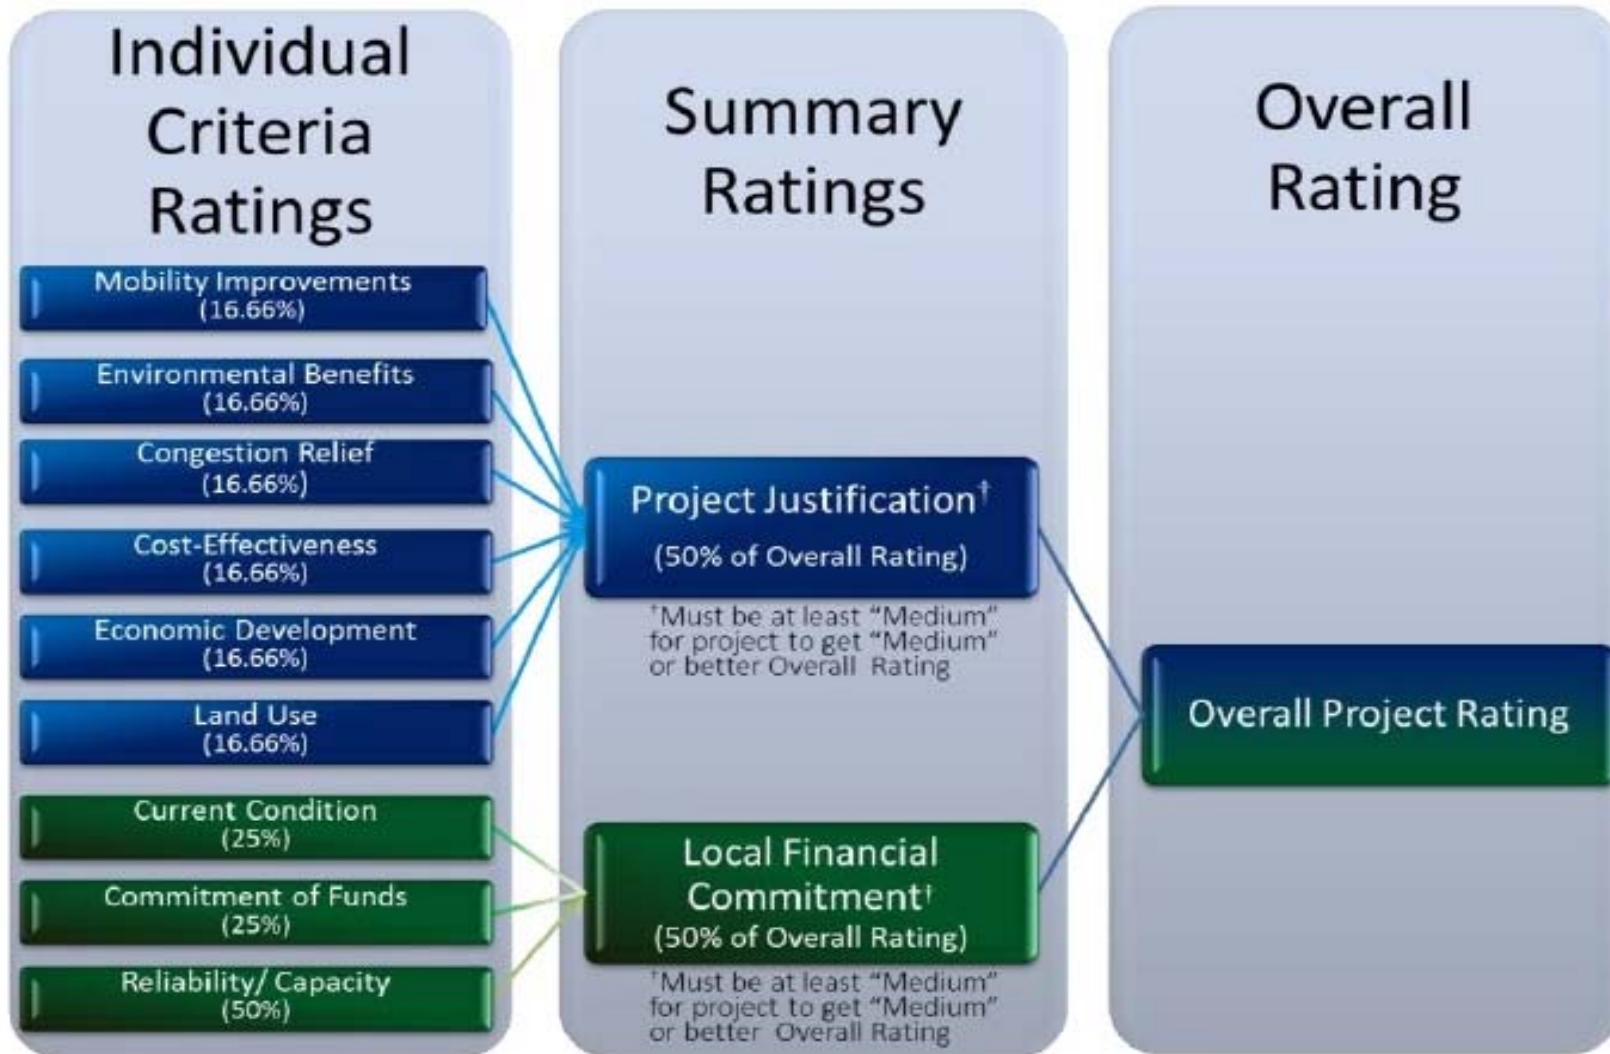 Individual
Criteria
Ratings
Mobility Improvements
(16.66%)
Environmental Benefits
(16.66%)
Congestion Relief
(16.66%)
Cost-Effectiveness
(16.66%)
Economic Development
(16.66%)
Land Use
(16.66%)
Current Condition
(25%)
Commitment of Funds
(25%)
Reliability/ Capacity
(50%)
Summary
Ratings
Project Justification†
(50% of Overall Rating)
†Must be at least “Medium”
for project to get “Medium”
or better Overall Rating
Local Financial
Commitment†
(50% of Overall Rating)
†Must be at least “Medium”
for project to get “Medium”
or better Overall Rating
Overall
Rating
Overall Project Rating